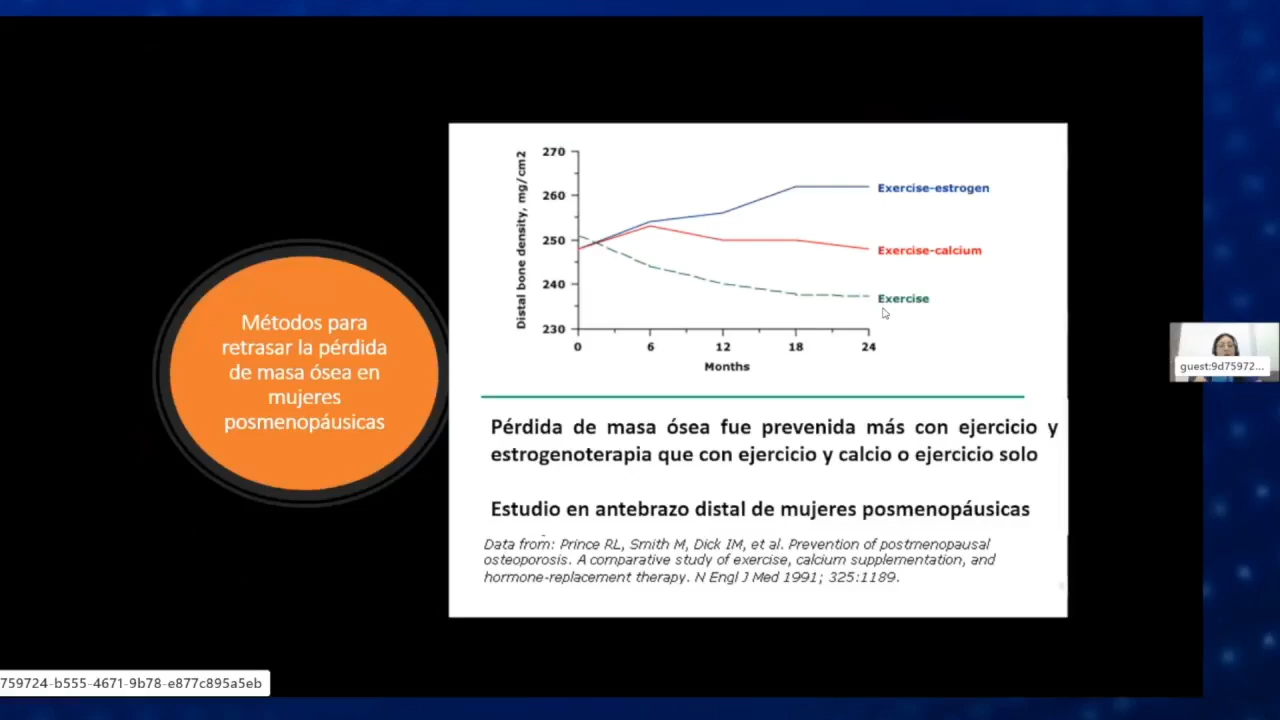 Métodos para
retrasar la pérdida
de masa ósea en
mujeres
posmenopáusicas
Distal bone density, mg/cm2
270
260
250
240
230
0
6
12
18
24
Months
Exercise-estrogen
Exercise-calcium
Exercise
Pérdida de masa ósea fue prevenida más con ejercicio y
estrogenoterapia que con ejercicio y calcio o ejercicio solo
Estudio en antebrazo distal de mujeres posmenopáusicas
Data from: Prince RL, Smith M, Dick IM, et al. Prevention of postmenopausal
osteoporosis. A comparative study of exercise, calcium supplementation, and
hormone-replacement therapy. N Engl J Med 1991; 325:1189.
guest:9d75972...
759724-b555-4671-9b78-e877c895a5eb